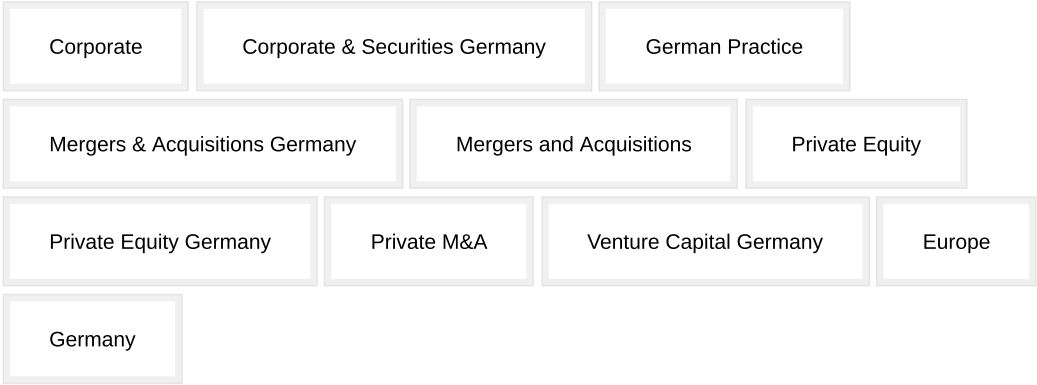 Corporate
Corporate & Securities Germany
German Practice
Mergers & Acquisitions Germany
Mergers and Acquisitions
Private Equity
Private Equity Germany
Private M&A
Venture Capital Germany
Europe
Germany